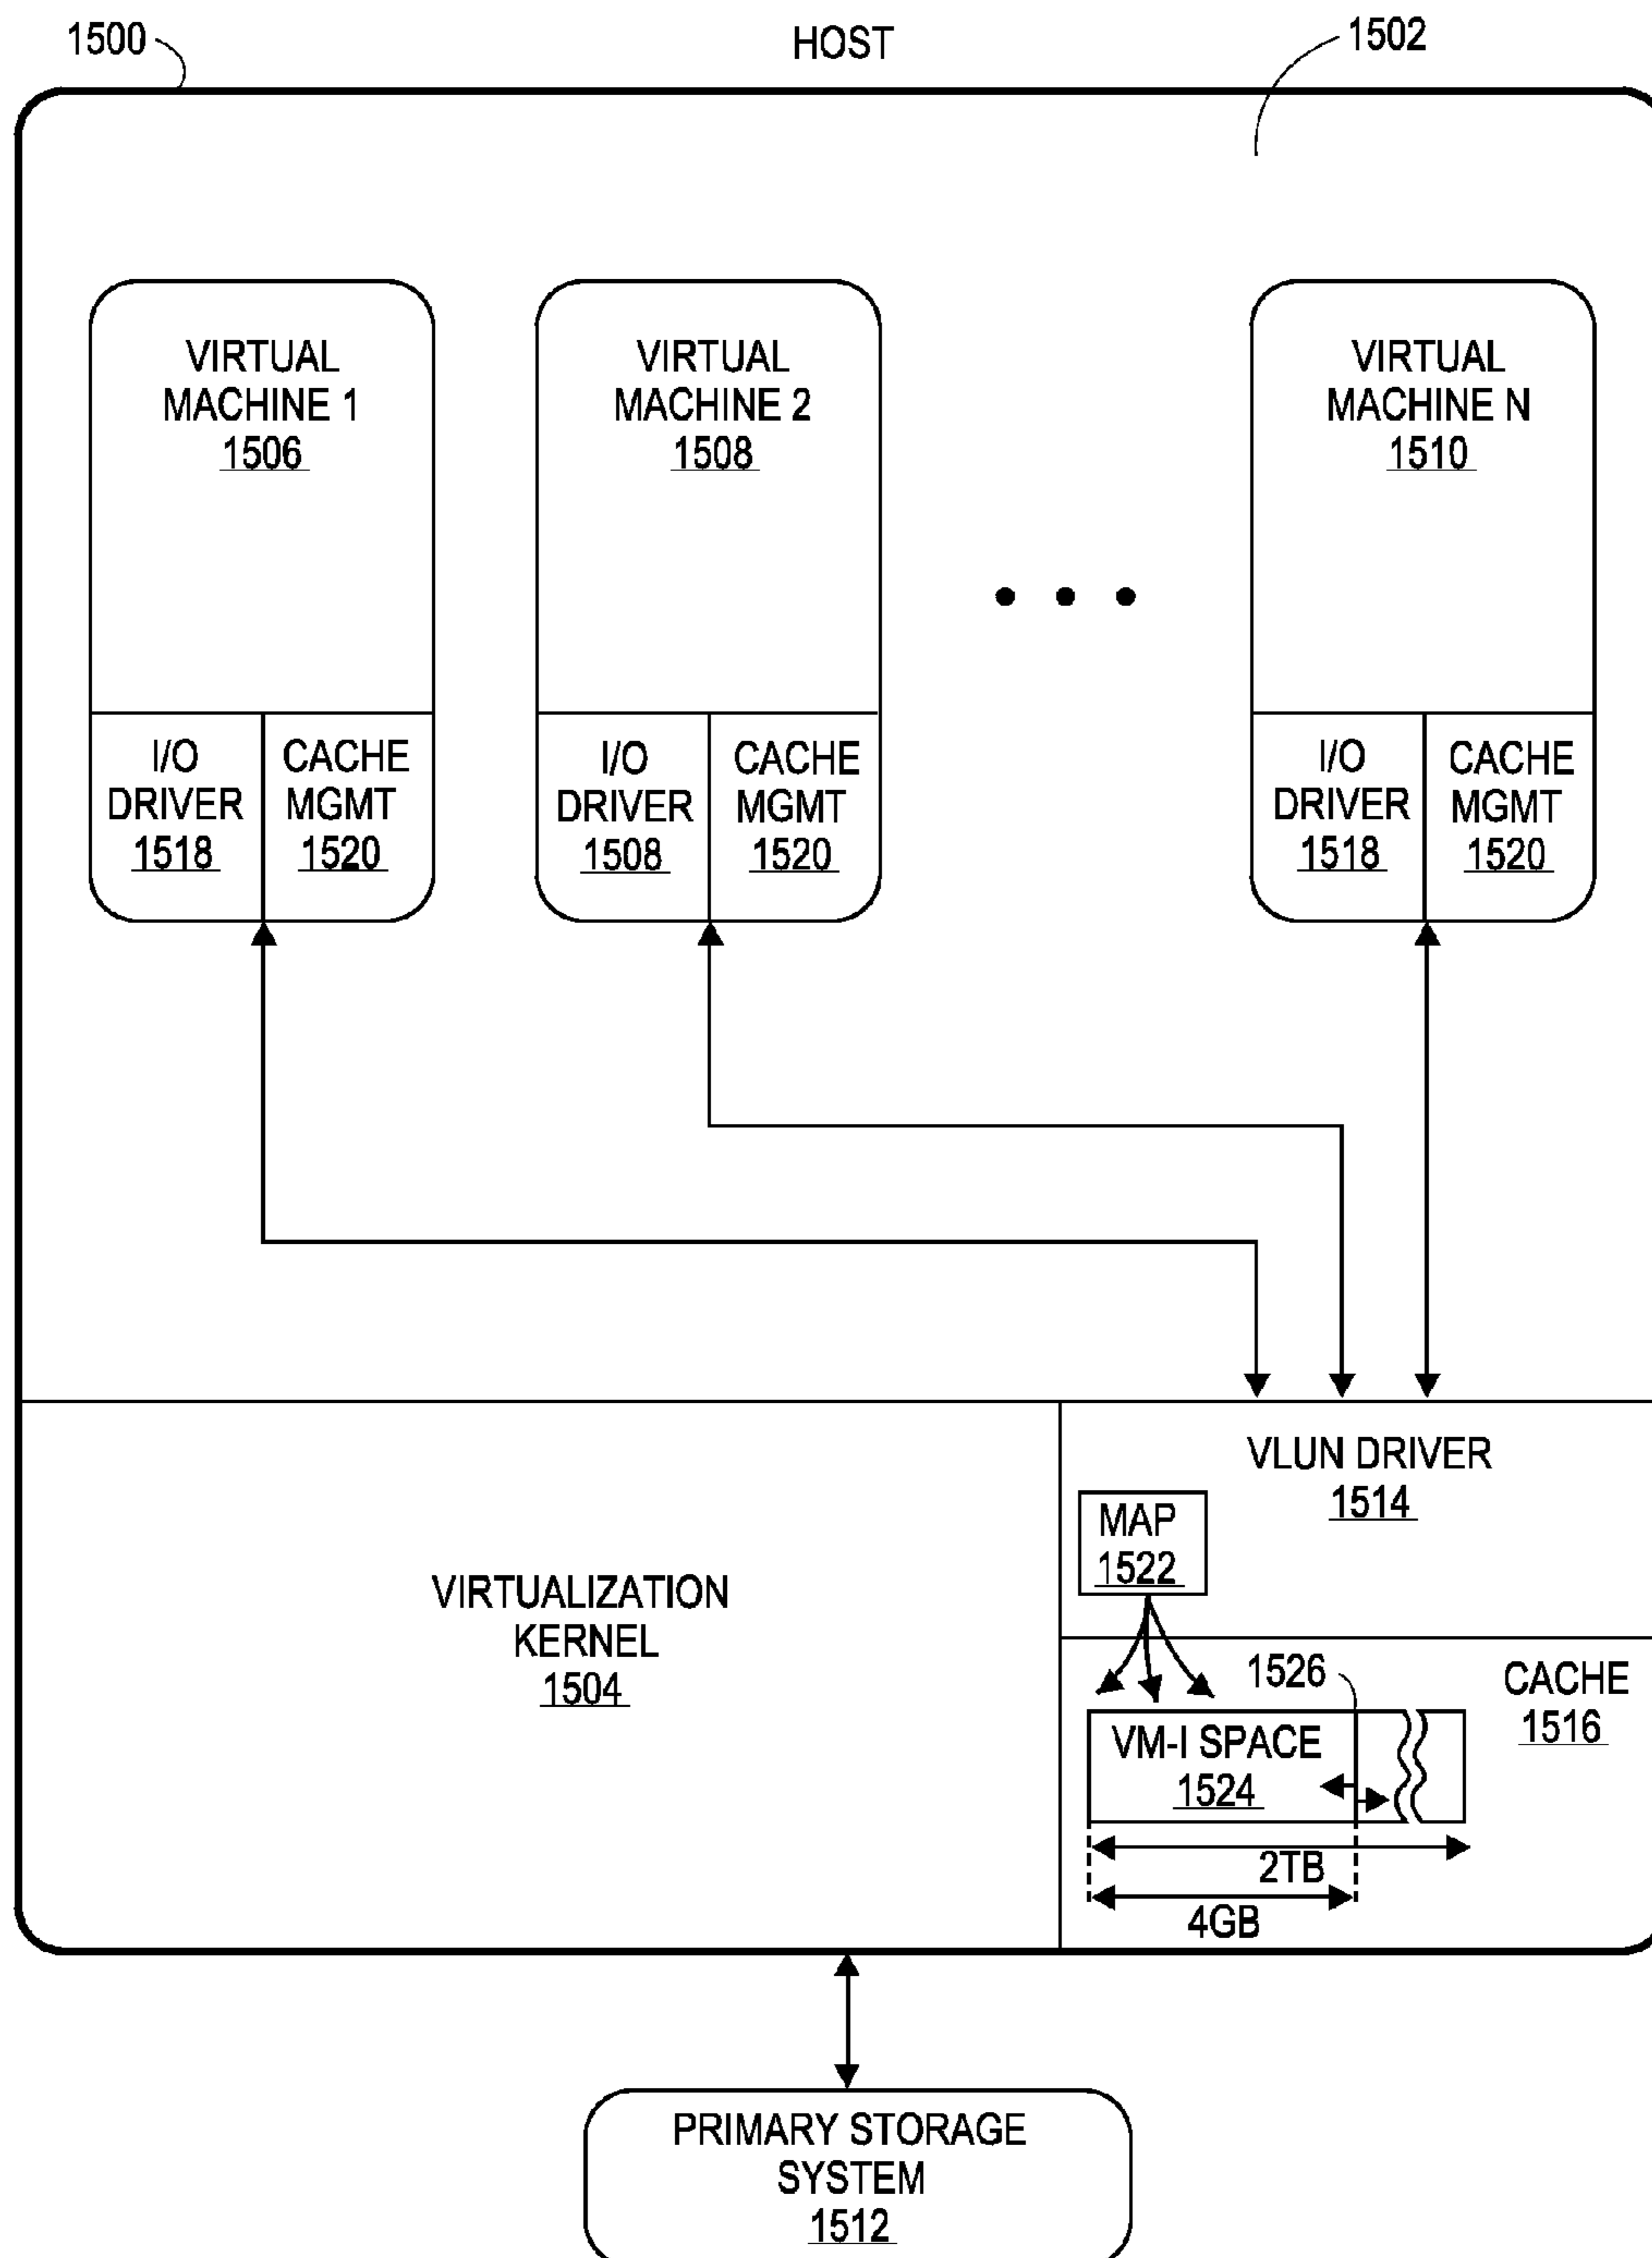 1500
HOST
1502
VIRTUAL
MACHINE 1
1506
VIRTUAL
MACHINE 2
1508
VIRTUAL
MACHINE N
1510
I/O
DRIVER
1518
CACHE
MGMT
1520
I/O
DRIVER
1508
CACHE
MGMT
1520
I/O
DRIVER
1518
CACHE
MGMT
1520
VIRTUALIZATION
KERNEL
1504
VLUN DRIVER
1514
MAP
1522
1526
CACHE
1516
VM-I SPACE
1524
2TB
4GB
PRIMARY STORAGE
SYSTEM
1512